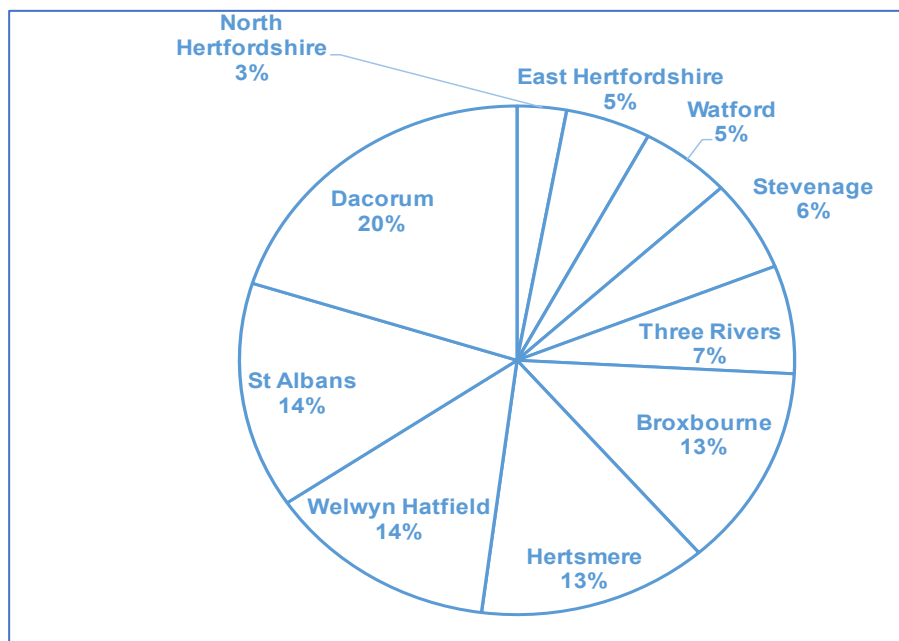 North
Hertfordshire
3%
East Hertfordshire
5%
Watford
5%
Stevenage
6%
Three Rivers
7%
Broxbourne
13%
Hertsmere
13%
Welwyn Hatfield
14%
St Albans
14%
Dacorum
20%